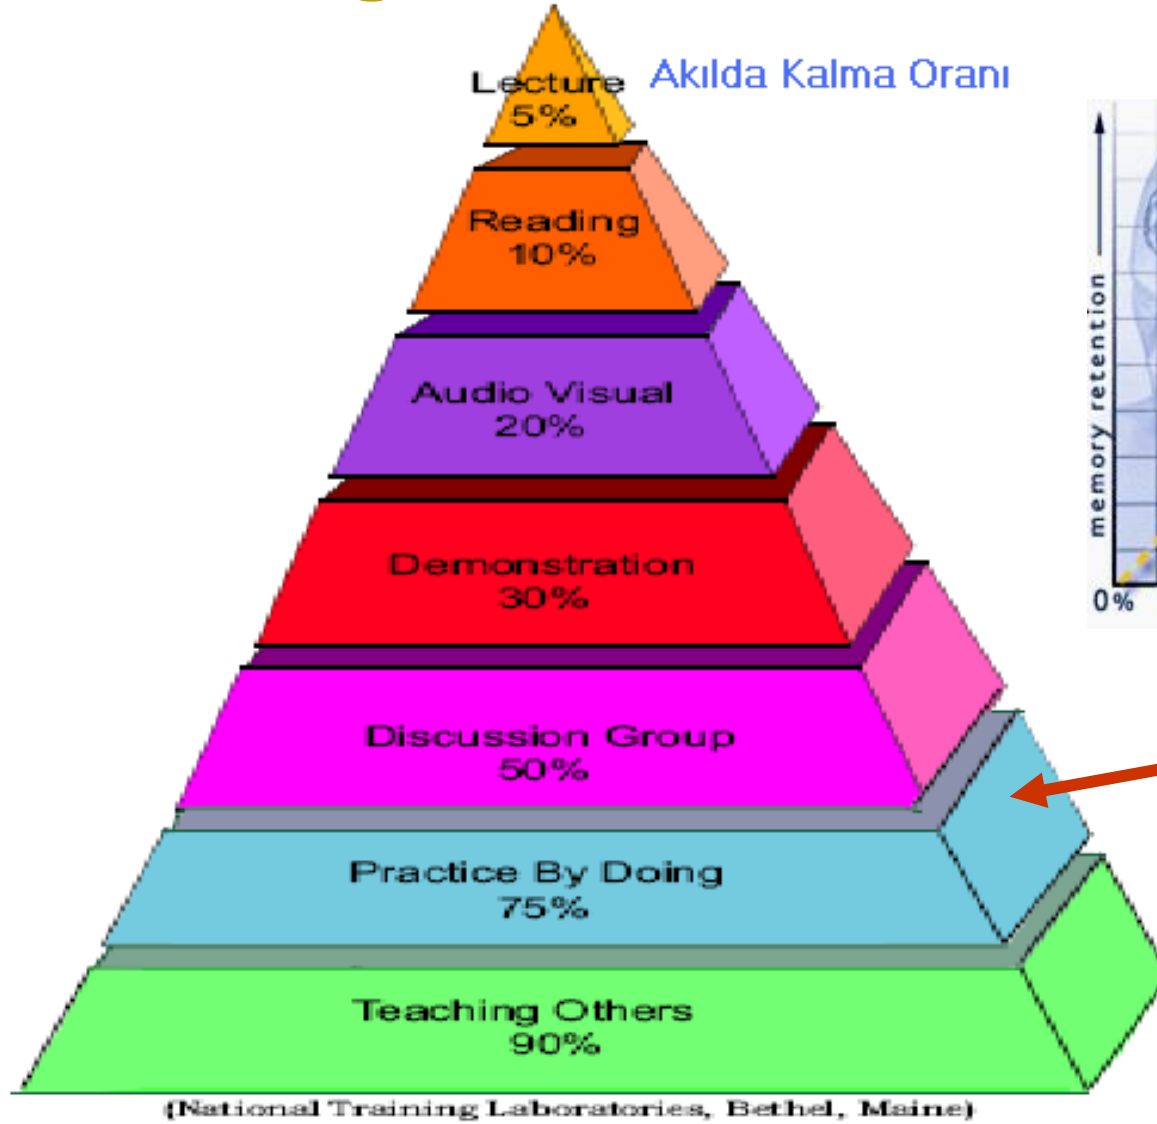 Akılda Kalma Oranı
Lecture
5%
Reading
10%
Audio Visual
20%
Demonstration
30%
Discussion Group
50%
Practice By Doing
75%
Teaching Others
90%
(National Training Laboratories, Bethel, Maine)
memory retention
0%